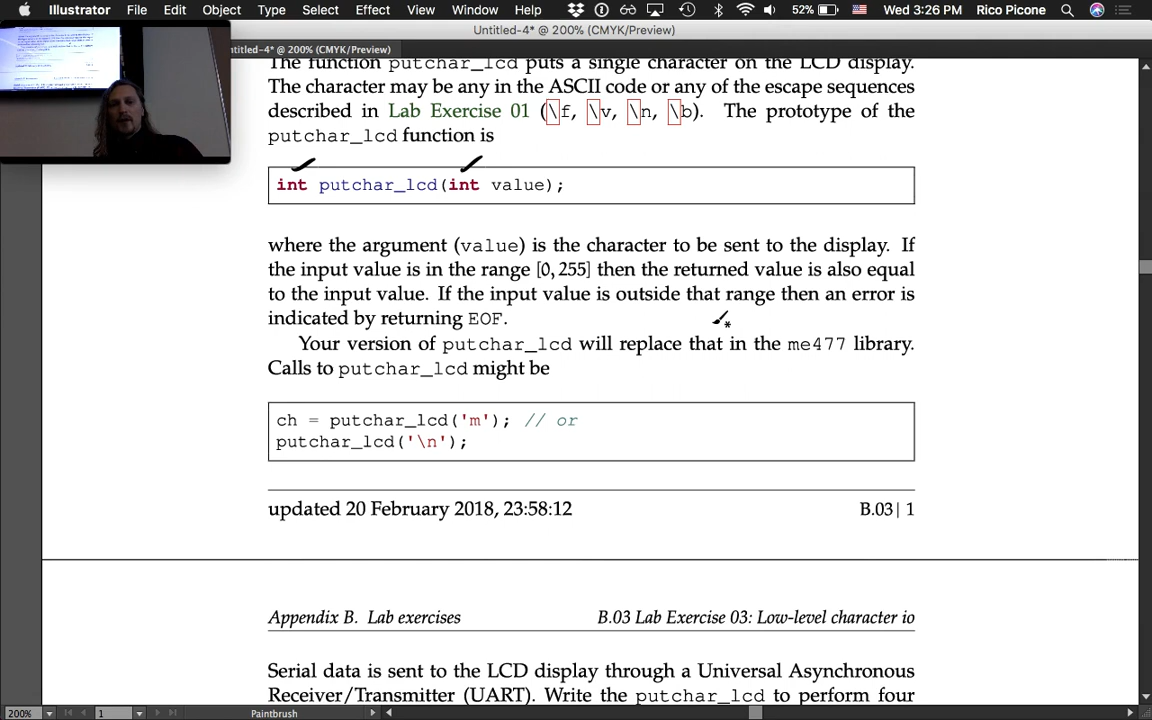 Illustrator File Edit Object Type Select Effect View Window Help 52% Wed 3:26 PM Rico Picone
Untitled-4* @ 200% (CMYK/Preview)
ntitled-4* @ 200% (CMYK/Preview)
The function putchar_lcd puts a single character on the LCD display.
The character may be any in the ASCII code or any of the escape sequences
described in Lab Exercise 01 (\f, \v, \n, \b). The prototype of the
putchar_lcd function is
int putchar_lcd(int value);
where the argument (value) is the character to be sent to the display. If
the input value is in the range [0, 255] then the returned value is also equal
to the input value. If the input value is outside that range then an error is
indicated by returning EOF.
Your version of putchar_lcd will replace that in the me477 library.
Calls to putchar_lcd might be
ch = putchar_lcd('m'); // or
putchar_lcd('\n');
updated 20 February 2018, 23:58:12 B.03| 1
Appendix B. Lab exercises B.03 Lab Exercise 03: Low-level character io
Serial data is sent to the LCD display through a Universal Asynchronous
Receiver/Transmitter (UART). Write the putchar_lcd to perform four
200% 1 Paintbrush